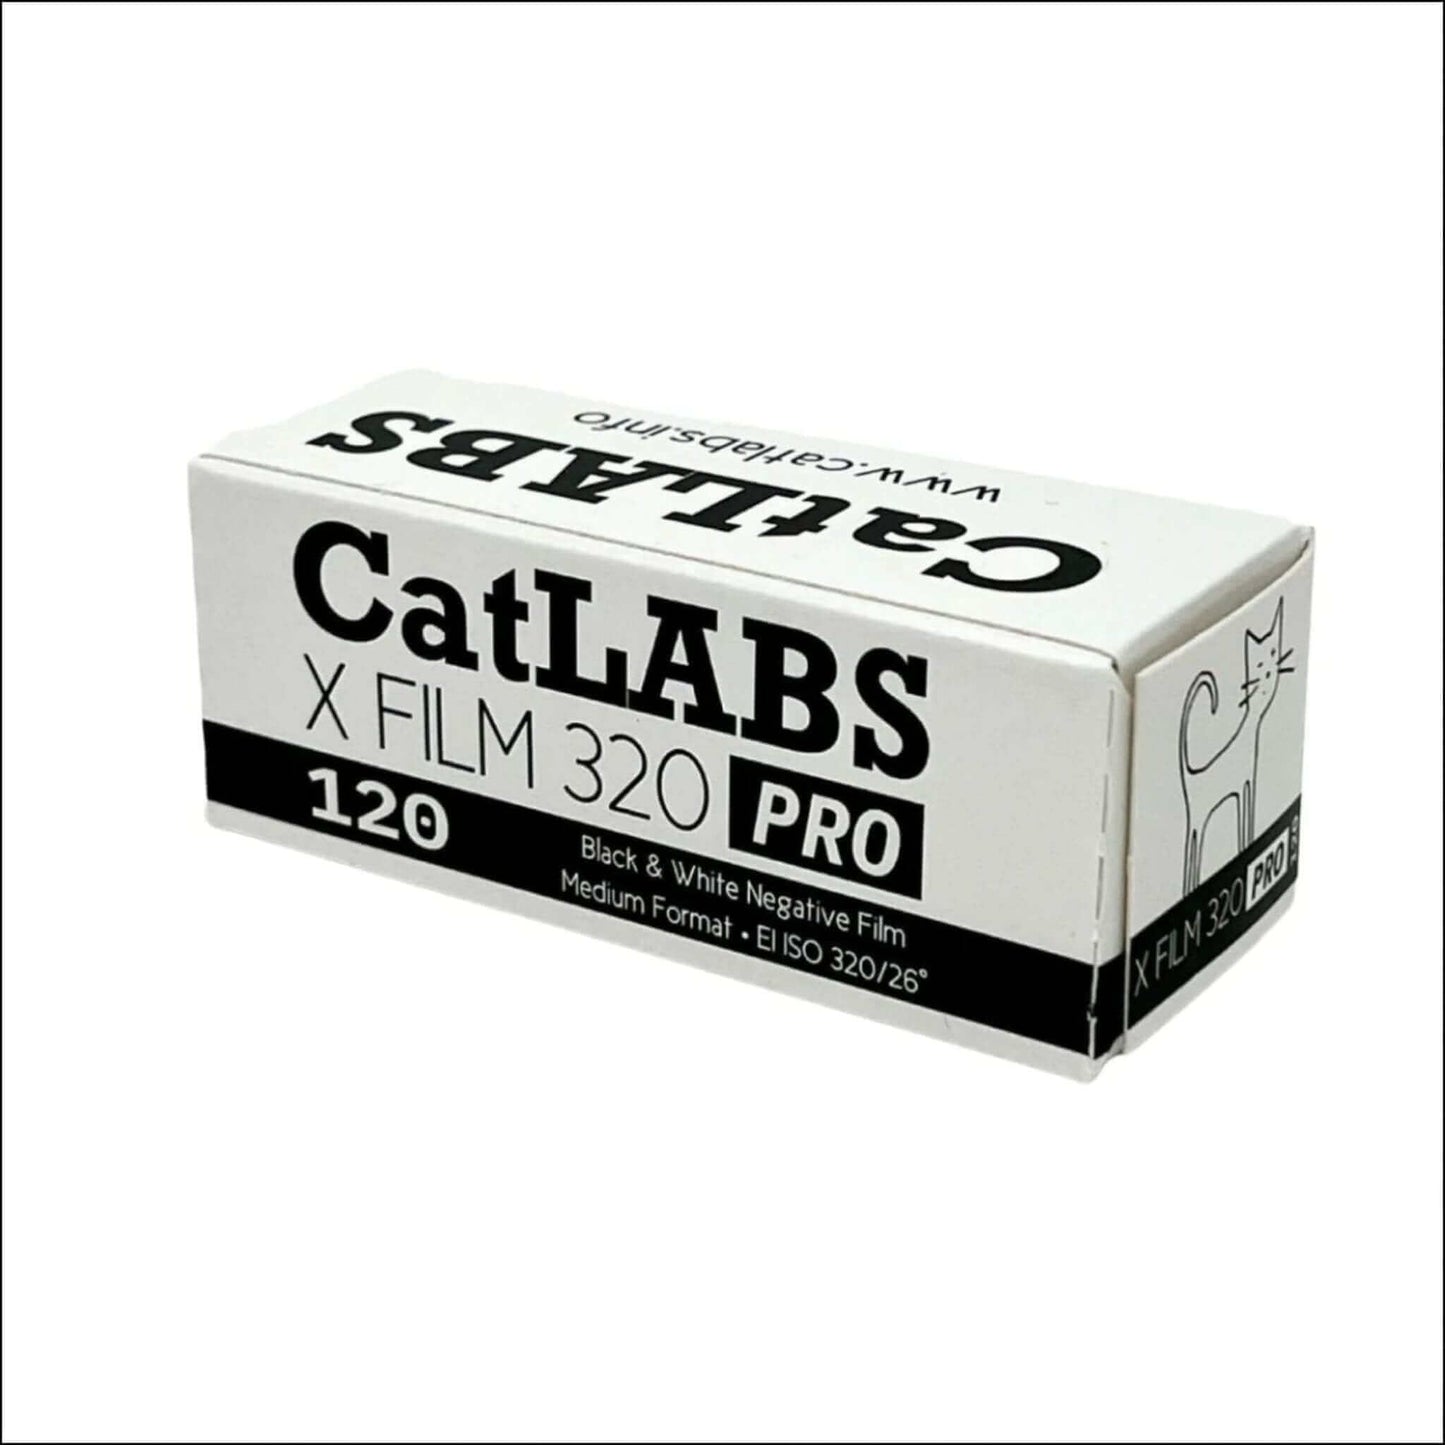 CatLABS
www.catlabs.info
CatLABS
X FILM 320 PRO
120
Black & White Negative Film
Medium Format • EI ISO 320/26°
X FILM 320 PRO 120